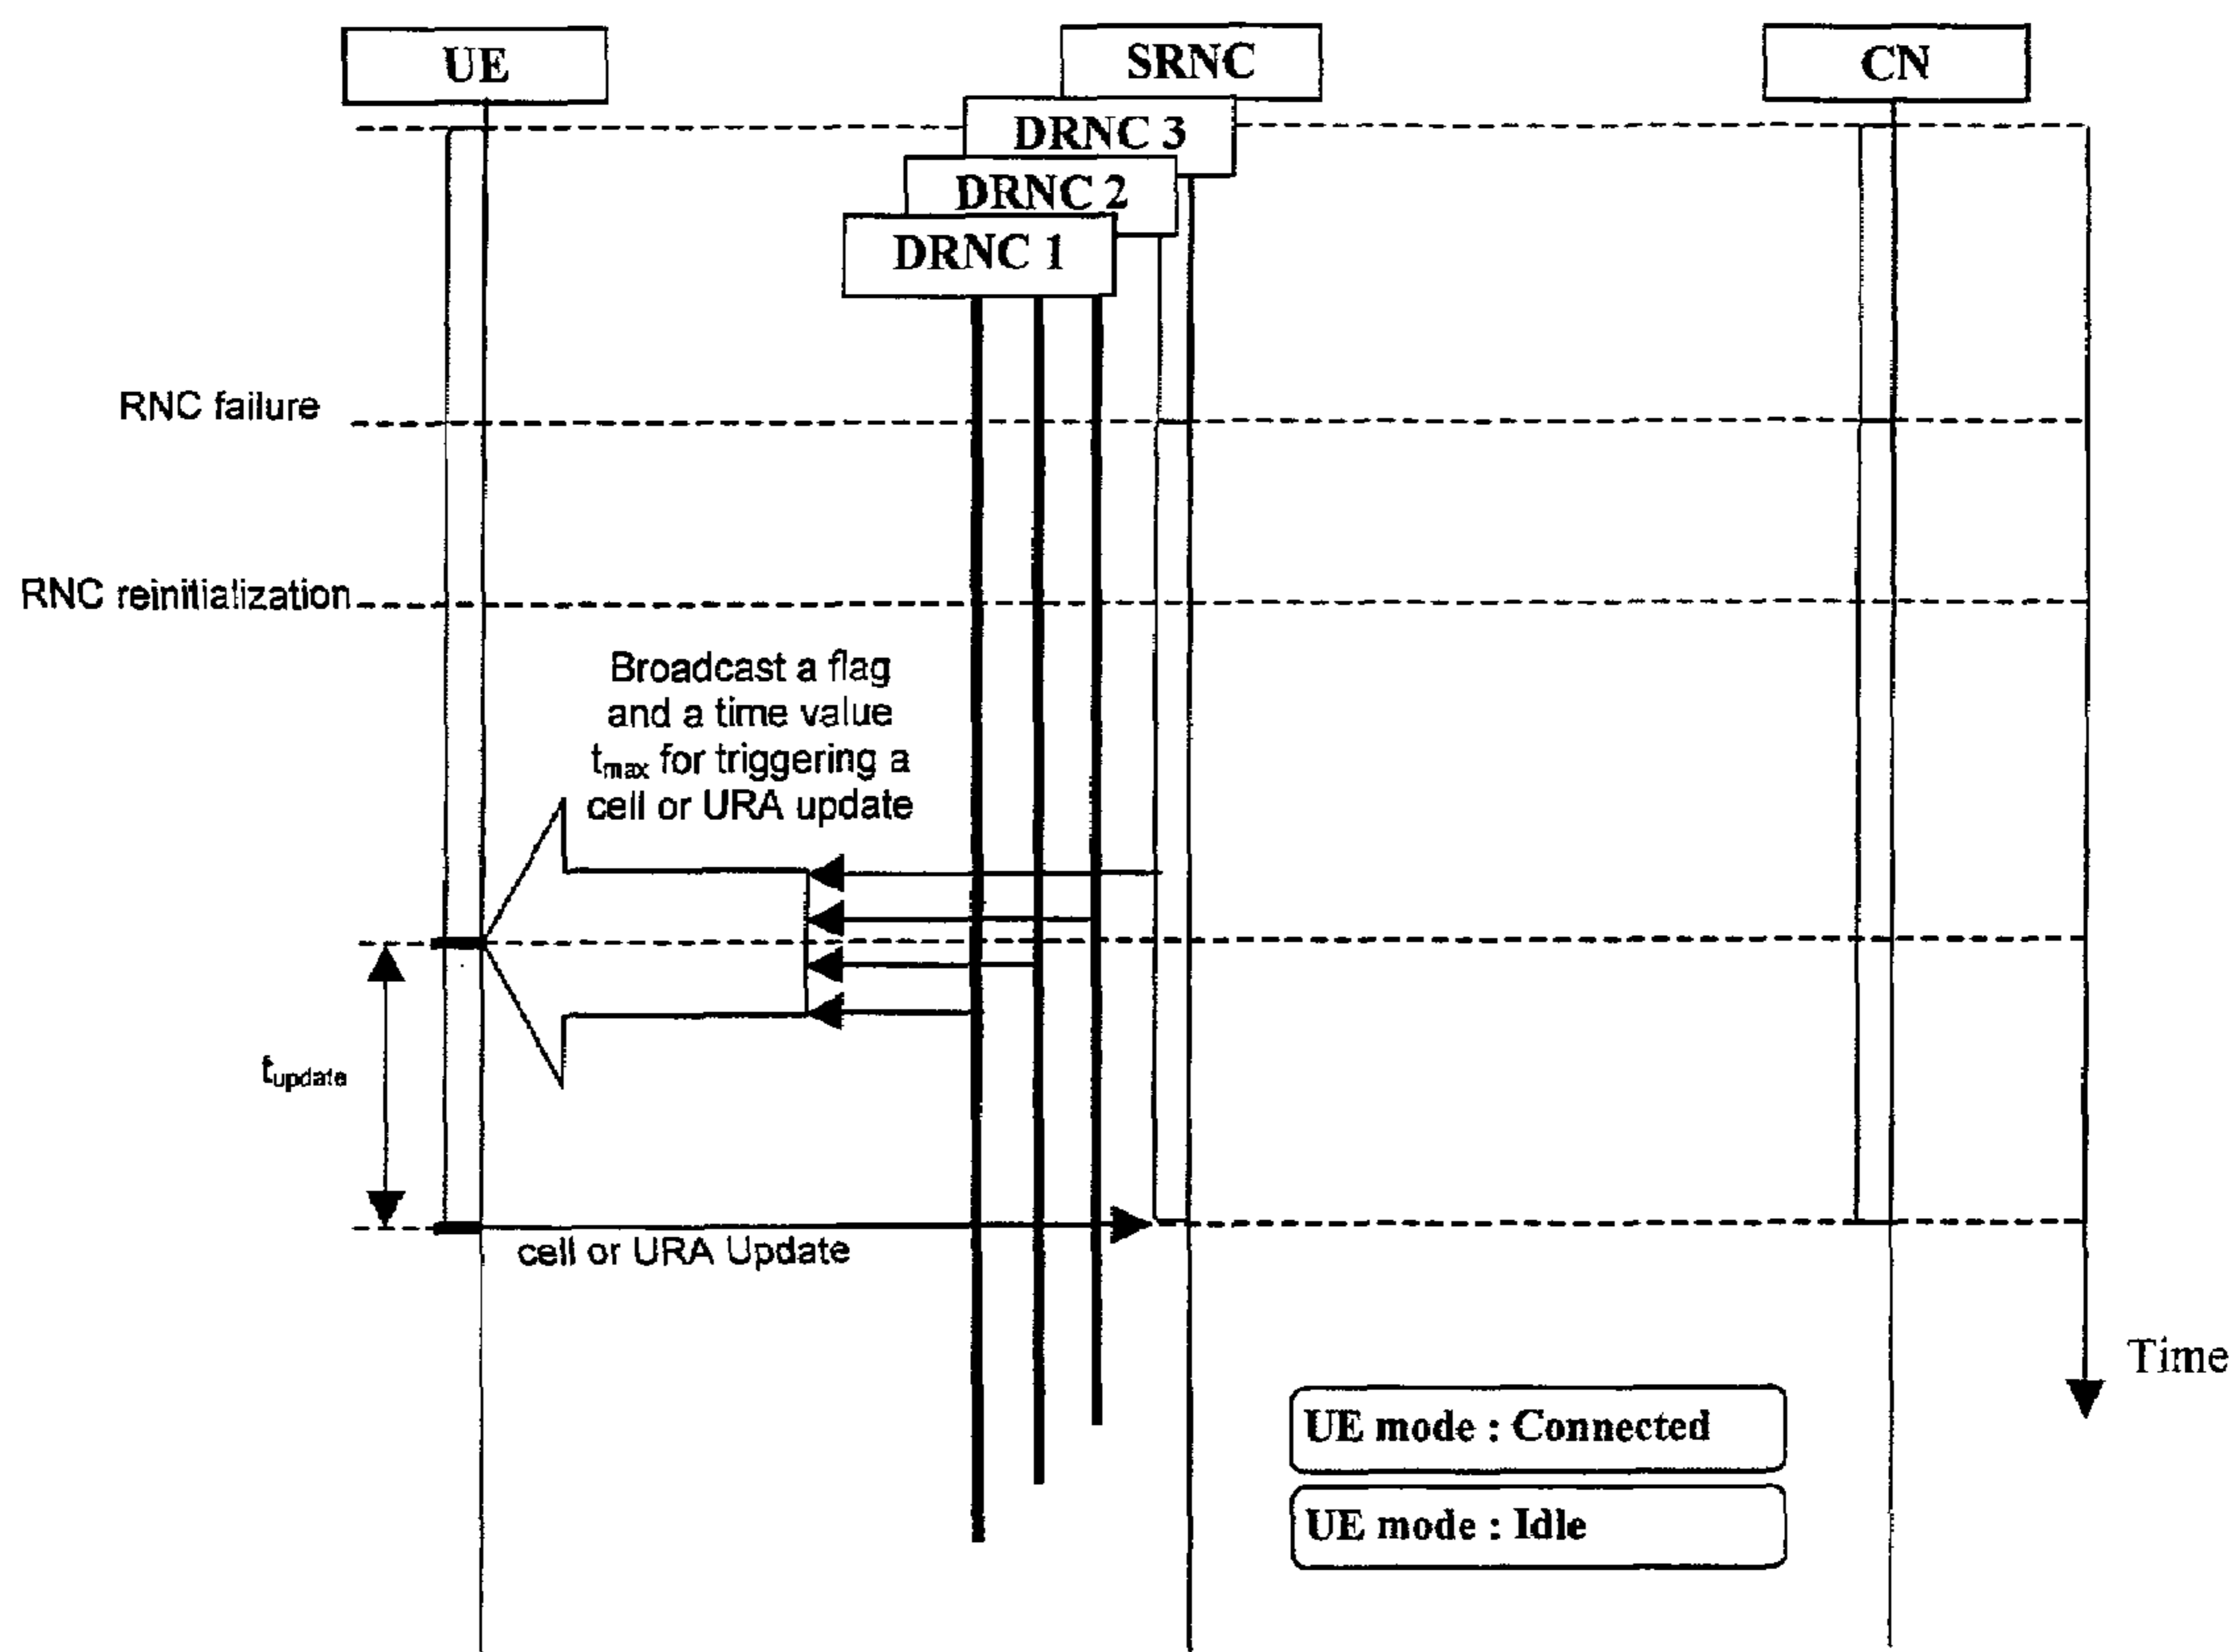 UE
SRNC
CN
DRNC 3
DRNC 2
DRNC 1
RNC failure
RNC reinitialization
Broadcast a flag
and a time value
tmax for triggering a
cell or URA update
tupdate
cell or URA Update
Time
UE mode : Connected
UE mode : Idle